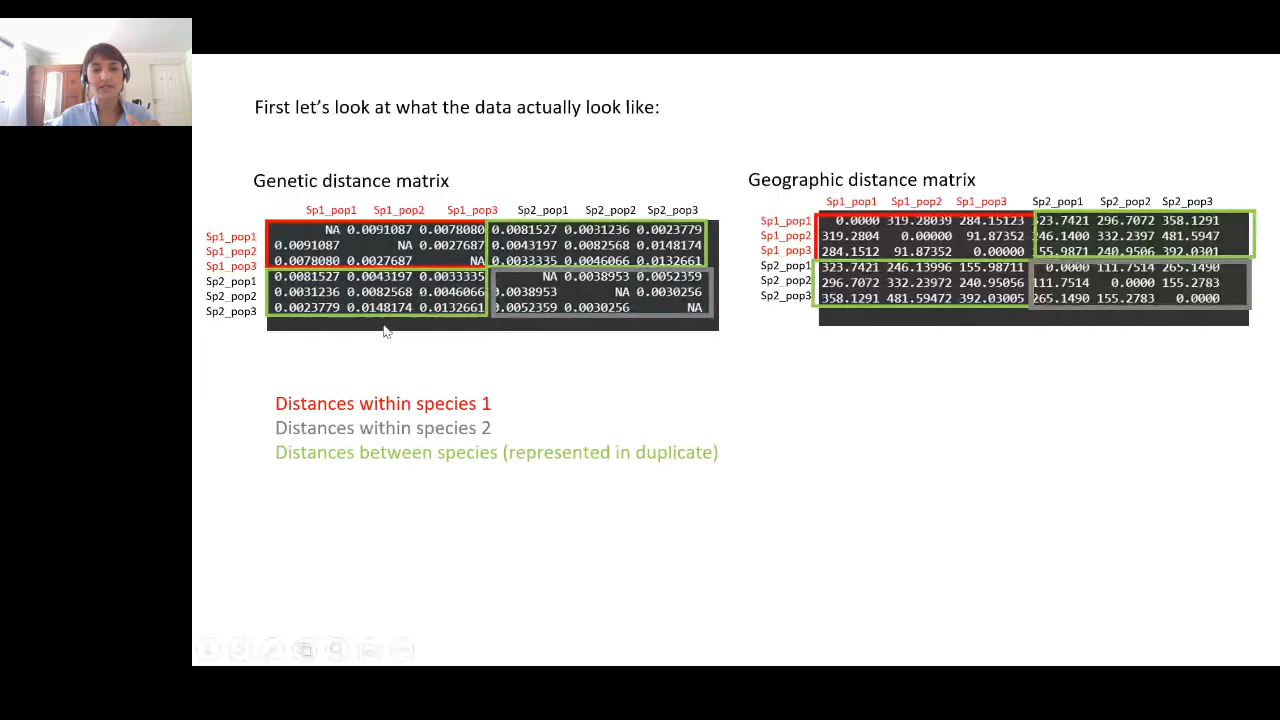 First let's look at what the data actually look like:
Genetic distance matrix
Sp1_pop1 Sp1_pop2 Sp1_pop3 Sp2_pop1 Sp2_pop2 Sp2_pop3
Sp1_pop1 NA 0.0091087 0.0078080 0.0081527 0.0031236 0.0023779
Sp1_pop2 0.0091087 NA 0.0027687 0.0043197 0.0082568 0.0148174
Sp1_pop3 0.0078080 0.0027687 NA 0.0033335 0.0046066 0.0132661
Sp2_pop1 0.0081527 0.0043197 0.0033335 NA 0.0038953 0.0052359
Sp2_pop2 0.0031236 0.0082568 0.0046066 0.0038953 NA 0.0030256
Sp2_pop3 0.0023779 0.0148174 0.0132661 0.0052359 0.0030256 NA
Geographic distance matrix
Sp1_pop1 Sp1_pop2 Sp1_pop3 Sp2_pop1 Sp2_pop2 Sp2_pop3
Sp1_pop1 0.0000 319.28039 284.15123 323.7421 296.7072 358.1291
Sp1_pop2 319.2804 0.00000 91.87352 246.1400 332.2397 481.5947
Sp1_pop3 284.1512 91.87352 0.00000 155.9871 240.9506 392.0301
Sp2_pop1 323.7421 246.13996 155.98711 0.0000 111.7514 265.1490
Sp2_pop2 296.7072 332.23972 240.95056 111.7514 0.0000 155.2783
Sp2_pop3 358.1291 481.59472 392.03005 265.1490 155.2783 0.0000
Distances within species 1
Distances within species 2
Distances between species (represented in duplicate)